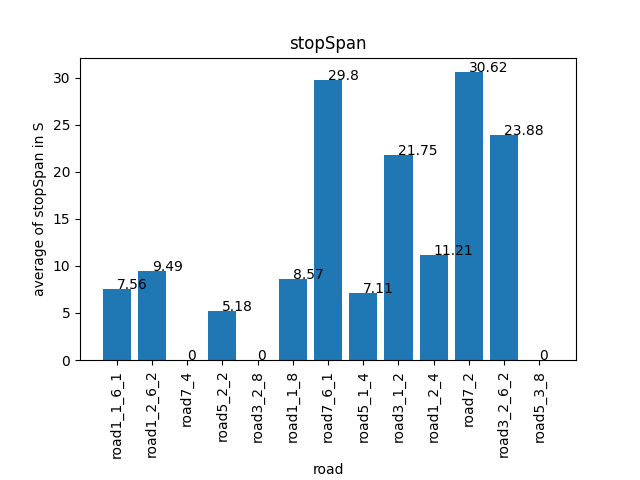 stopSpan
average of stopSpan in S
30
25
20
15
10
5
0
7.56
9.49
0
5.18
0
8.57
29.8
7.11
21.75
11.21
30.62
23.88
0
road1_1_6_1
road1_2_6_2
road7_4
road5_2_2
road3_2_8
road1_1_8
road7_6_1
road5_1_4
road3_1_2
road1_2_4
road7_2
road3_2_6_2
road5_3_8
road